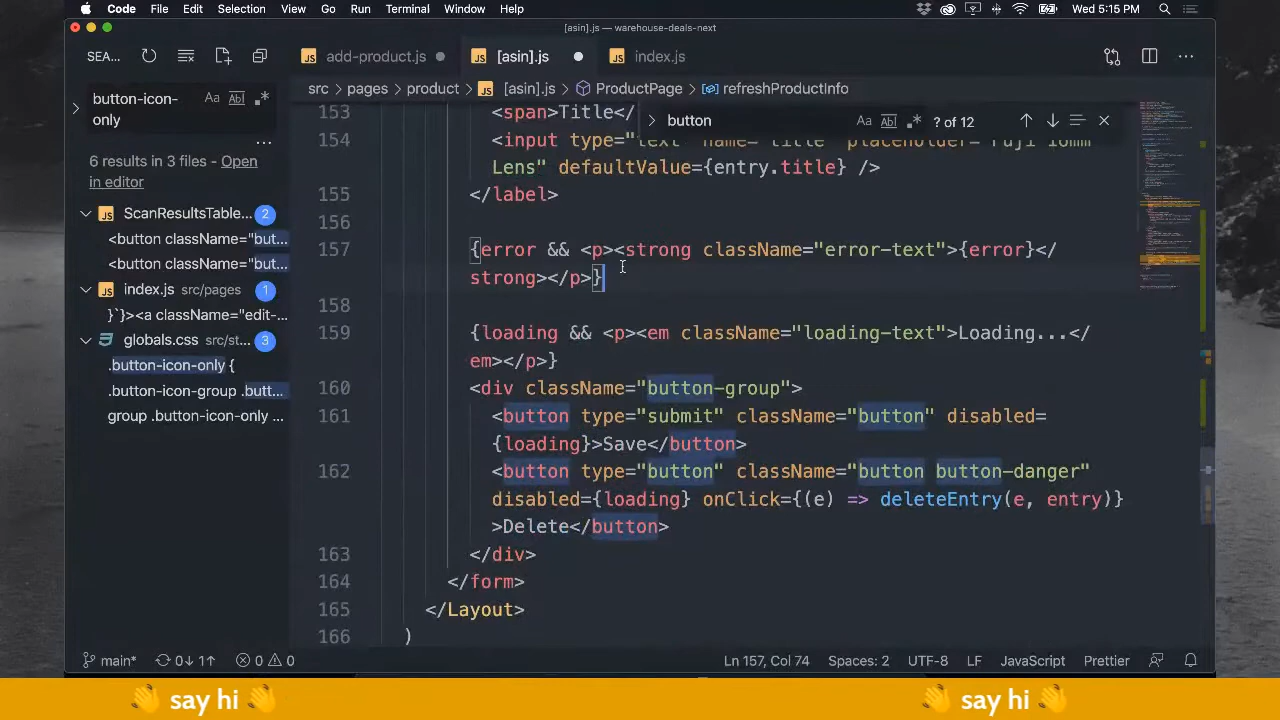 Code File Edit Selection View Go Run Terminal Window Help Wed 5:15 PM
[asin].js — warehouse-deals-next
SEA... add-product.js [asin].js index.js
src > pages > product > [asin].js > ProductPage > refreshProductInfo
button-icon-only
6 results in 3 files - Open in editor
ScanResultsTable... 2
<button className="but...
<button className="but...
index.js src/pages 1
}`}><a className="edit-...
globals.css src/st... 3
.button-icon-only {
.button-icon-group .butt...
group .button-icon-only ...
button Aa Ab .* ? of 12
153 <span>Title</
154
Lens" defaultValue={entry.title} />
155 </label>
156
157 {error && <p><strong className="error-text">{error}</
strong></p>}
158
159 {loading && <p><em className="loading-text">Loading...</
em></p>}
160 <div className="button-group">
161 <button type="submit" className="button" disabled=
{loading}>Save</button>
162 <button type="button" className="button button-danger"
disabled={loading} onClick={(e) => deleteEntry(e, entry)}
>Delete</button>
163 </div>
164 </form>
165 </Layout>
166 )
main* 0↓ 1↑ 0 0 Ln 157, Col 74 Spaces: 2 UTF-8 LF JavaScript Prettier
👋 say hi 👋 👋 say hi 👋